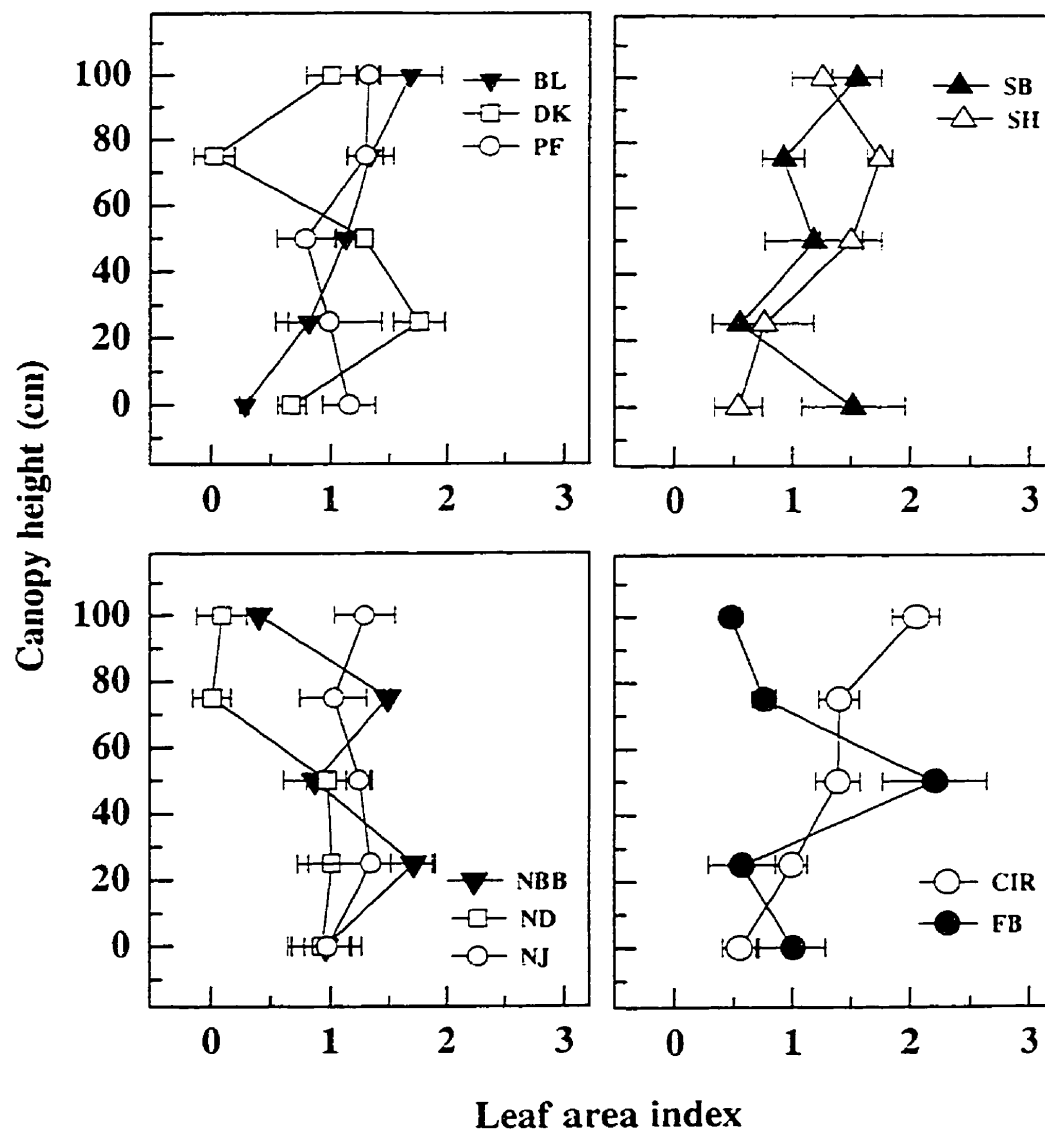 100
80
60
40
20
0
BL
DK
PF
0 1 2 3
SB
SH
0 1 2 3
Canopy height (cm)
100
80
60
40
20
0
NBB
ND
NJ
0 1 2 3
CIR
FB
0 1 2 3
Leaf area index